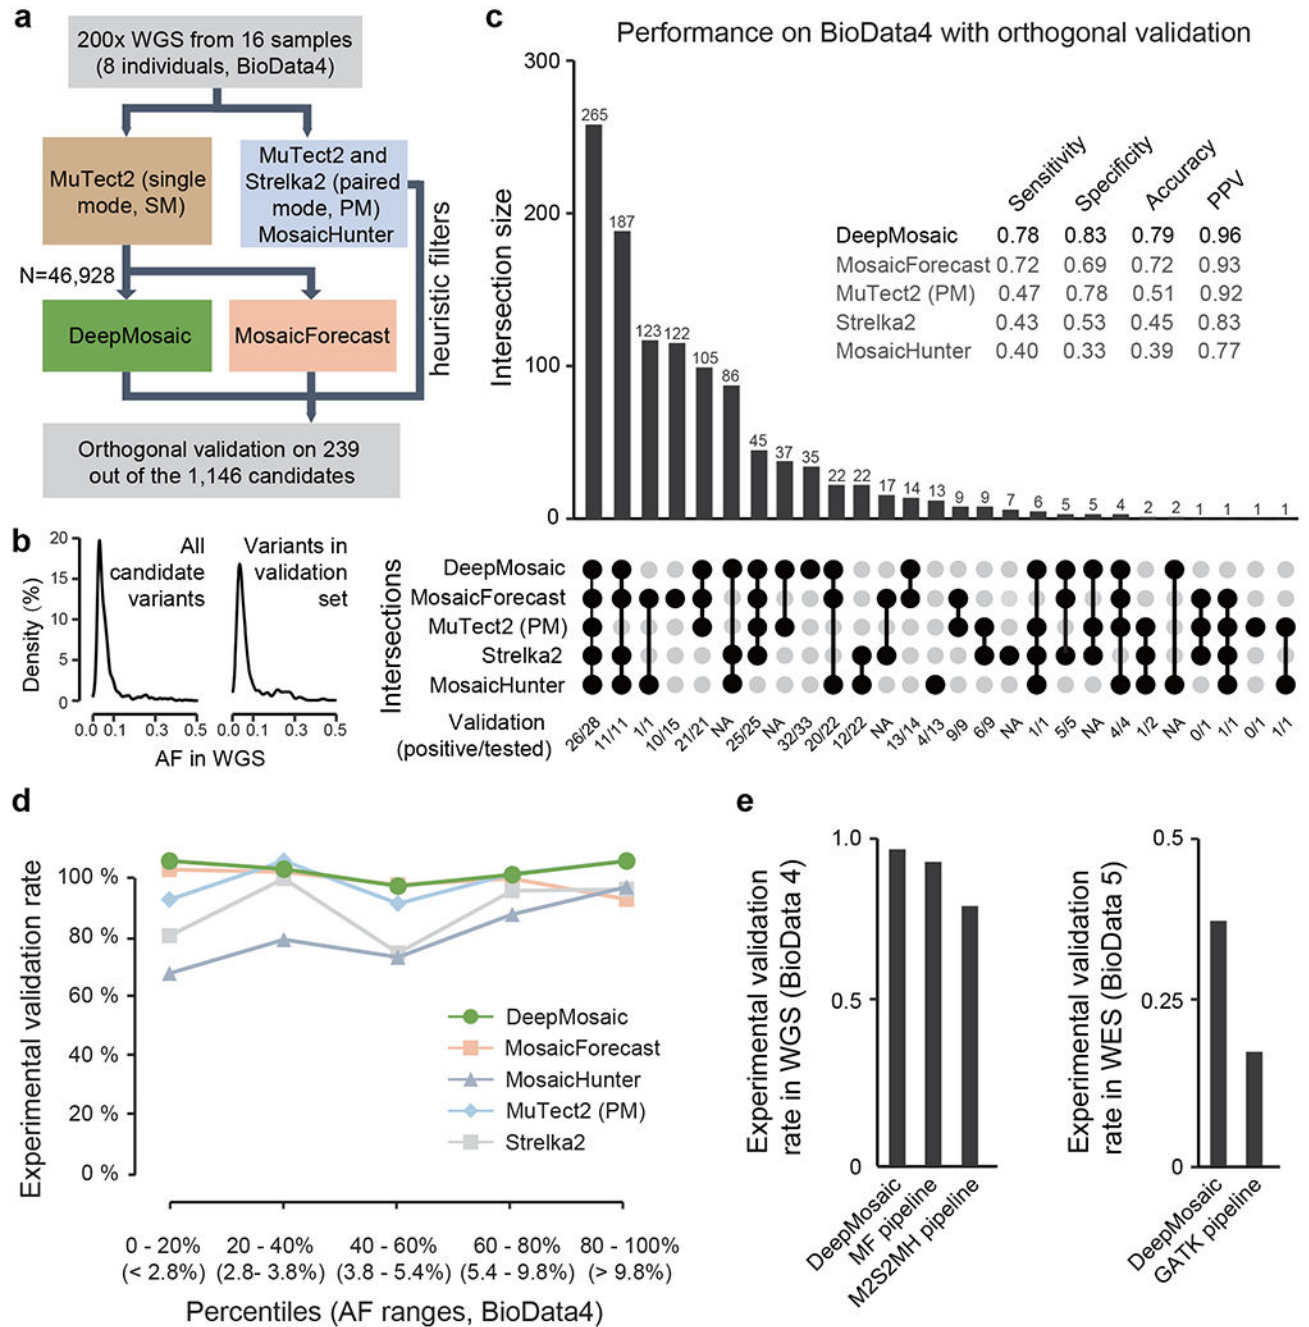 a
200x WGS from 16 samples
(8 individuals, BioData4)
MuTect2 (single
mode, SM)
MuTect2 and
Strelka2 (paired
mode, PM)
MosaicHunter
heuristic filters
N=46,928
DeepMosaic
MosaicForecast
Orthogonal validation on 239
out of the 1,146 candidates
b
All
candidate
variants
Variants in
validation
set
Density (%)
20
15
10
5
0
0.0 0.1 0.5
0.0 0.1 0.5
AF in WGS
c
Performance on BioData4 with orthogonal validation
Intersection size
300
200
100
0
265 187 123 122 105 86 45 37 35 22 22 17 14 13 9 9 7 6 5 5 4 2 2 1 1 1 1
Sensitivity Specificity Accuracy PPV
DeepMosaic 0.78 0.83 0.79 0.96
MosaicForecast 0.72 0.69 0.72 0.93
MuTect2 (PM) 0.47 0.78 0.51 0.92
Strelka2 0.43 0.53 0.45 0.83
MosaicHunter 0.40 0.33 0.39 0.77
Intersections
DeepMosaic
MosaicForecast
MuTect2 (PM)
Strelka2
MosaicHunter
Validation
(positive/tested)
26/28 11/11 1/1 10/15 21/21 NA 25/25 NA 32/33 20/22 12/22 NA 13/14 4/13 9/9 6/9 NA 1/1 5/5 NA 4/4 1/2 NA 0/1 1/1 0/1 1/1
d
Experimental validation rate
100 %
80 %
60 %
40 %
20 %
0 %
DeepMosaic
MosaicForecast
MosaicHunter
MuTect2 (PM)
Strelka2
0 - 20% 20 - 40% 40 - 60% 60 - 80% 80 - 100%
(< 2.8%) (2.8- 3.8%) (3.8 - 5.4%) (5.4 - 9.8%) (> 9.8%)
Percentiles (AF ranges, BioData4)
e
Experimental validation
rate in WGS (BioData 4)
1.0
0.5
0
DeepMosaic
MF pipeline
M2S2MH pipeline
Experimental validation
rate in WES (BioData 5)
0.5
0.25
0
DeepMosaic
GATK pipeline